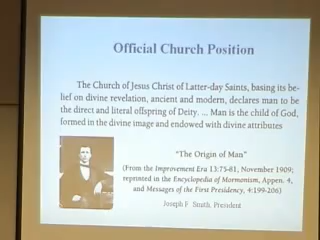 Official Church Position
The Church of Jesus Christ of Latter-day Saints, basing its be-
lief on divine revelation, ancient and modern, declares man to be
the direct and literal offspring of Deity. ... Man is the child of God,
formed in the divine image and endowed with divine attributes
"The Origin of Man"
(From the Improvement Era 13:75-81, November 1909;
reprinted in the Encyclopedia of Mormonism, Appen. 4,
and Messages of the First Presidency, 4:199-206)
Joseph F. Smith, President